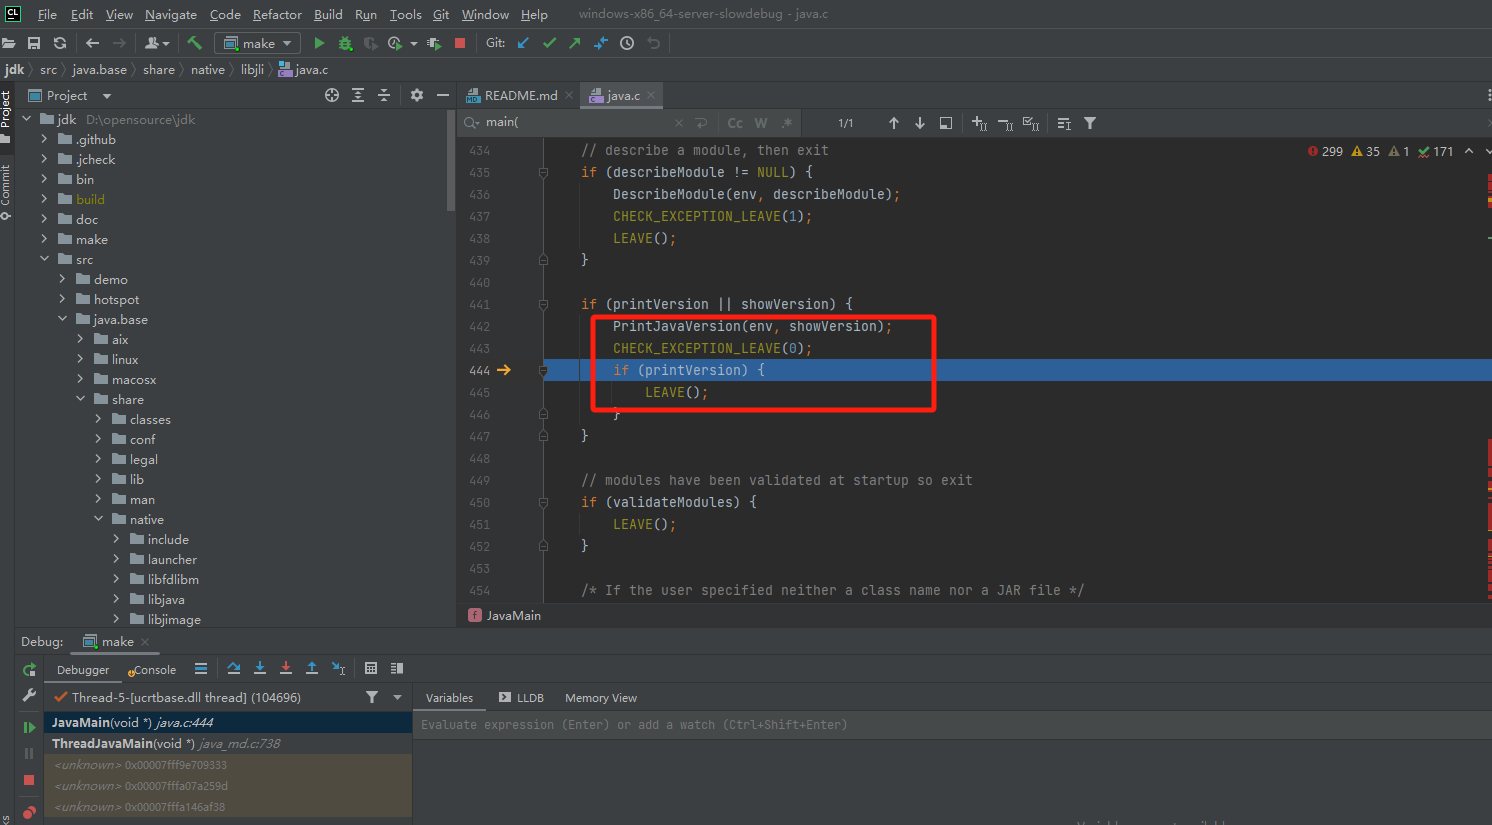 CL File Edit View Navigate Code Refactor Build Run Tools Git Window Help windows-x86_64-server-slowdebug - java.c
make Git:
jdk src java.base share native libjli java.c
Project
Commit
Project
jdk D:\opensource\jdk
.github
.jcheck
bin
build
doc
make
src
demo
hotspot
java.base
aix
linux
macosx
share
classes
conf
legal
lib
man
native
include
launcher
libfdlibm
libjava
libjimage
README.md java.c
main( Cc W .* 1/1
299 35 1 171
434 // describe a module, then exit
435 if (describeModule != NULL) {
436 DescribeModule(env, describeModule);
437 CHECK_EXCEPTION_LEAVE(1);
438 LEAVE();
439 }
440
441 if (printVersion || showVersion) {
442 PrintJavaVersion(env, showVersion);
443 CHECK_EXCEPTION_LEAVE(0);
444 if (printVersion) {
445 LEAVE();
446 }
447 }
448
449 // modules have been validated at startup so exit
450 if (validateModules) {
451 LEAVE();
452 }
453
454 /* If the user specified neither a class name nor a JAR file */
f JavaMain
Debug: make
Debugger Console
Thread-5-[ucrtbase.dll thread] (104696)
JavaMain(void *) java.c:444
ThreadJavaMain(void *) java_md.c:738
<unknown> 0x00007fff9e709333
<unknown> 0x00007fffa07a259d
<unknown> 0x00007fffa146af38
Variables LLDB Memory View
Evaluate expression (Enter) or add a watch (Ctrl+Shift+Enter)